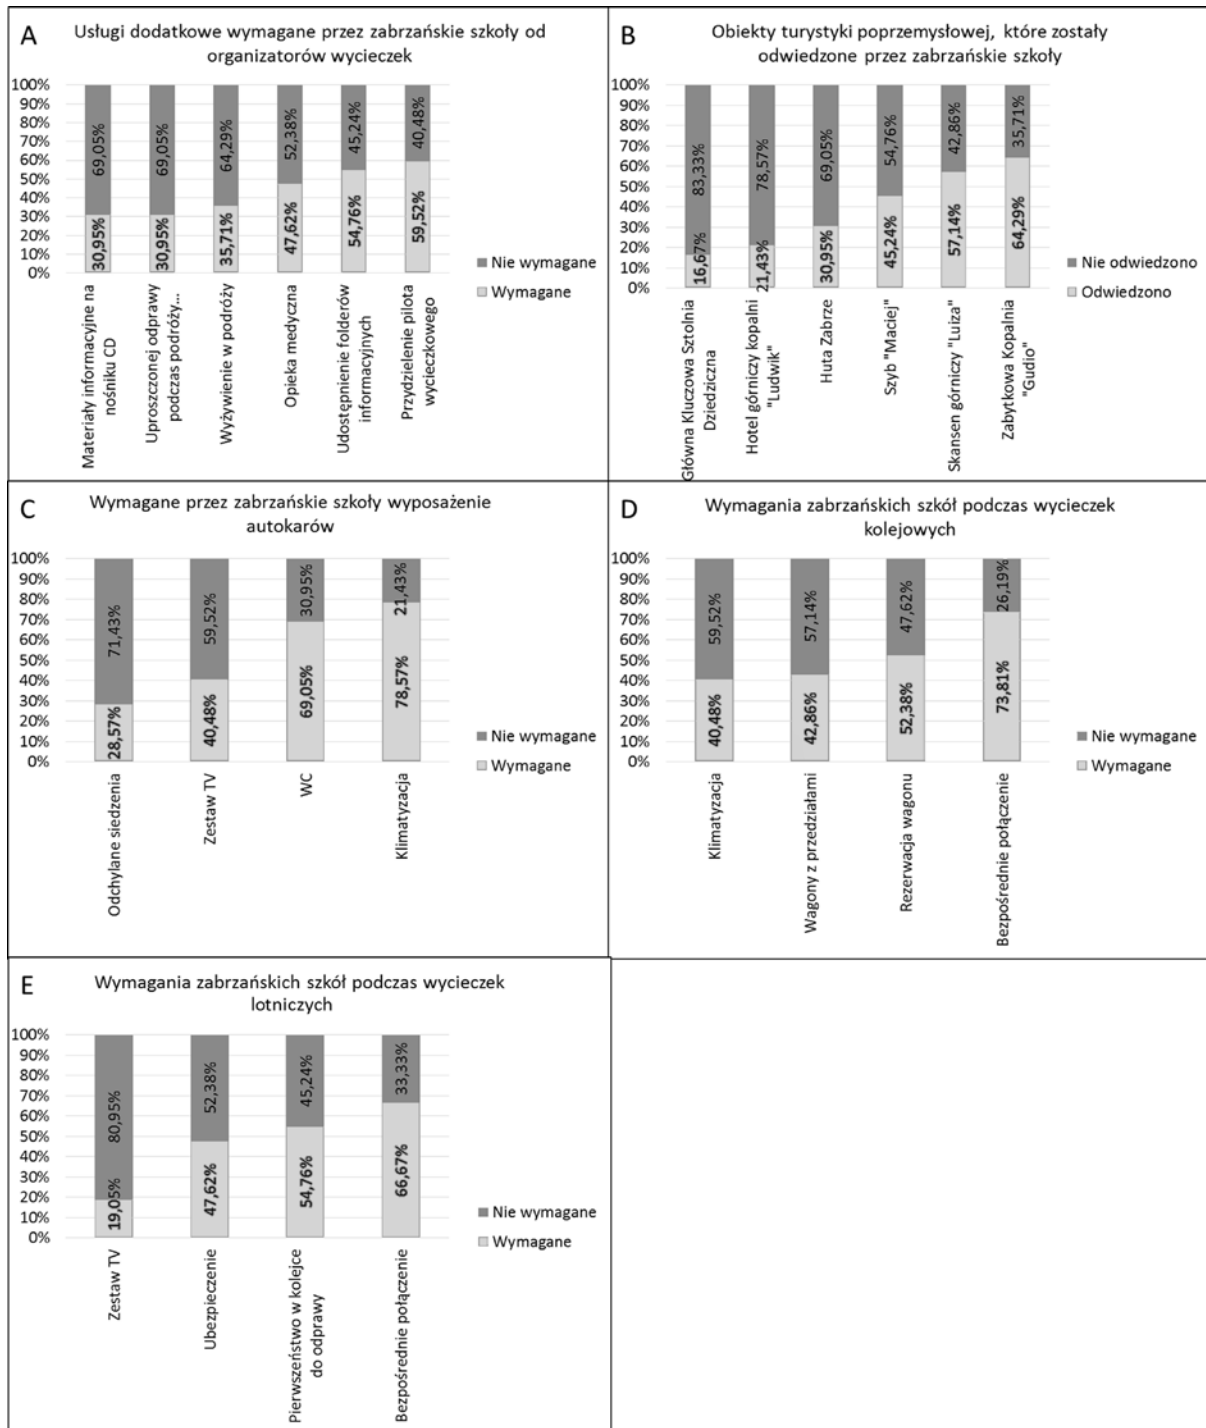 A
Usługi dodatkowe wymagane przez zabrzańskie szkoły od
organizatorów wycieczek
100%
90%
80%
70%
60%
50%
40%
30%
20%
10%
0%
69,05%
69,05%
64,29%
52,38%
45,24%
40,48%
30,95%
30,95%
35,71%
47,62%
54,76%
59,52%
Nie wymagane
Wymagane
Materiały informacyjne na
nośniku CD
Uproszczonej odprawy
podczas podróży...
Wyżywienie w podróży
Opieka medyczna
Udostępnienie folderów
informacyjnych
Przydzielenie pilota
wycieczkowego
B
Obiekty turystyki poprzemysłowej, które zostały
odwiedzone przez zabrzańskie szkoły
100%
90%
80%
70%
60%
50%
40%
30%
20%
10%
0%
83,33%
78,57%
69,05%
54,76%
42,86%
35,71%
16,67%
21,43%
30,95%
45,24%
57,14%
64,29%
Nie odwiedzono
Odwiedzono
Główna Kluczowa Sztolnia
Dziedziczna
Hotel górniczy kopalni
"Ludwik"
Huta Zabrze
Szyb "Maciej"
Skansen górniczy "Luiza"
Zabytkowa Kopalnia
"Gudio"
C
Wymagane przez zabrzańskie szkoły wyposażenie
autokarów
100%
90%
80%
70%
60%
50%
40%
30%
20%
10%
0%
71,43%
59,52%
30,95%
21,43%
28,57%
40,48%
69,05%
78,57%
Nie wymagane
Wymagane
Odchylane siedzenia
Zestaw TV
WC
Klimatyzacja
D
Wymagania zabrzańskich szkół podczas wycieczek
kolejowych
100%
90%
80%
70%
60%
50%
40%
30%
20%
10%
0%
59,52%
57,14%
47,62%
26,19%
40,48%
42,86%
52,38%
73,81%
Nie wymagane
Wymagane
Klimatyzacja
Wagony z przedziałami
Rezerwacja wagonu
Bezpośrednie połączenie
E
Wymagania zabrzańskich szkół podczas wycieczek
lotniczych
100%
90%
80%
70%
60%
50%
40%
30%
20%
10%
0%
80,95%
52,38%
45,24%
33,33%
19,05%
47,62%
54,76%
66,67%
Nie wymagane
Wymagane
Zestaw TV
Ubezpieczenie
Pierwszeństwo w kolejce
do odprawy
Bezpośrednie połączenie